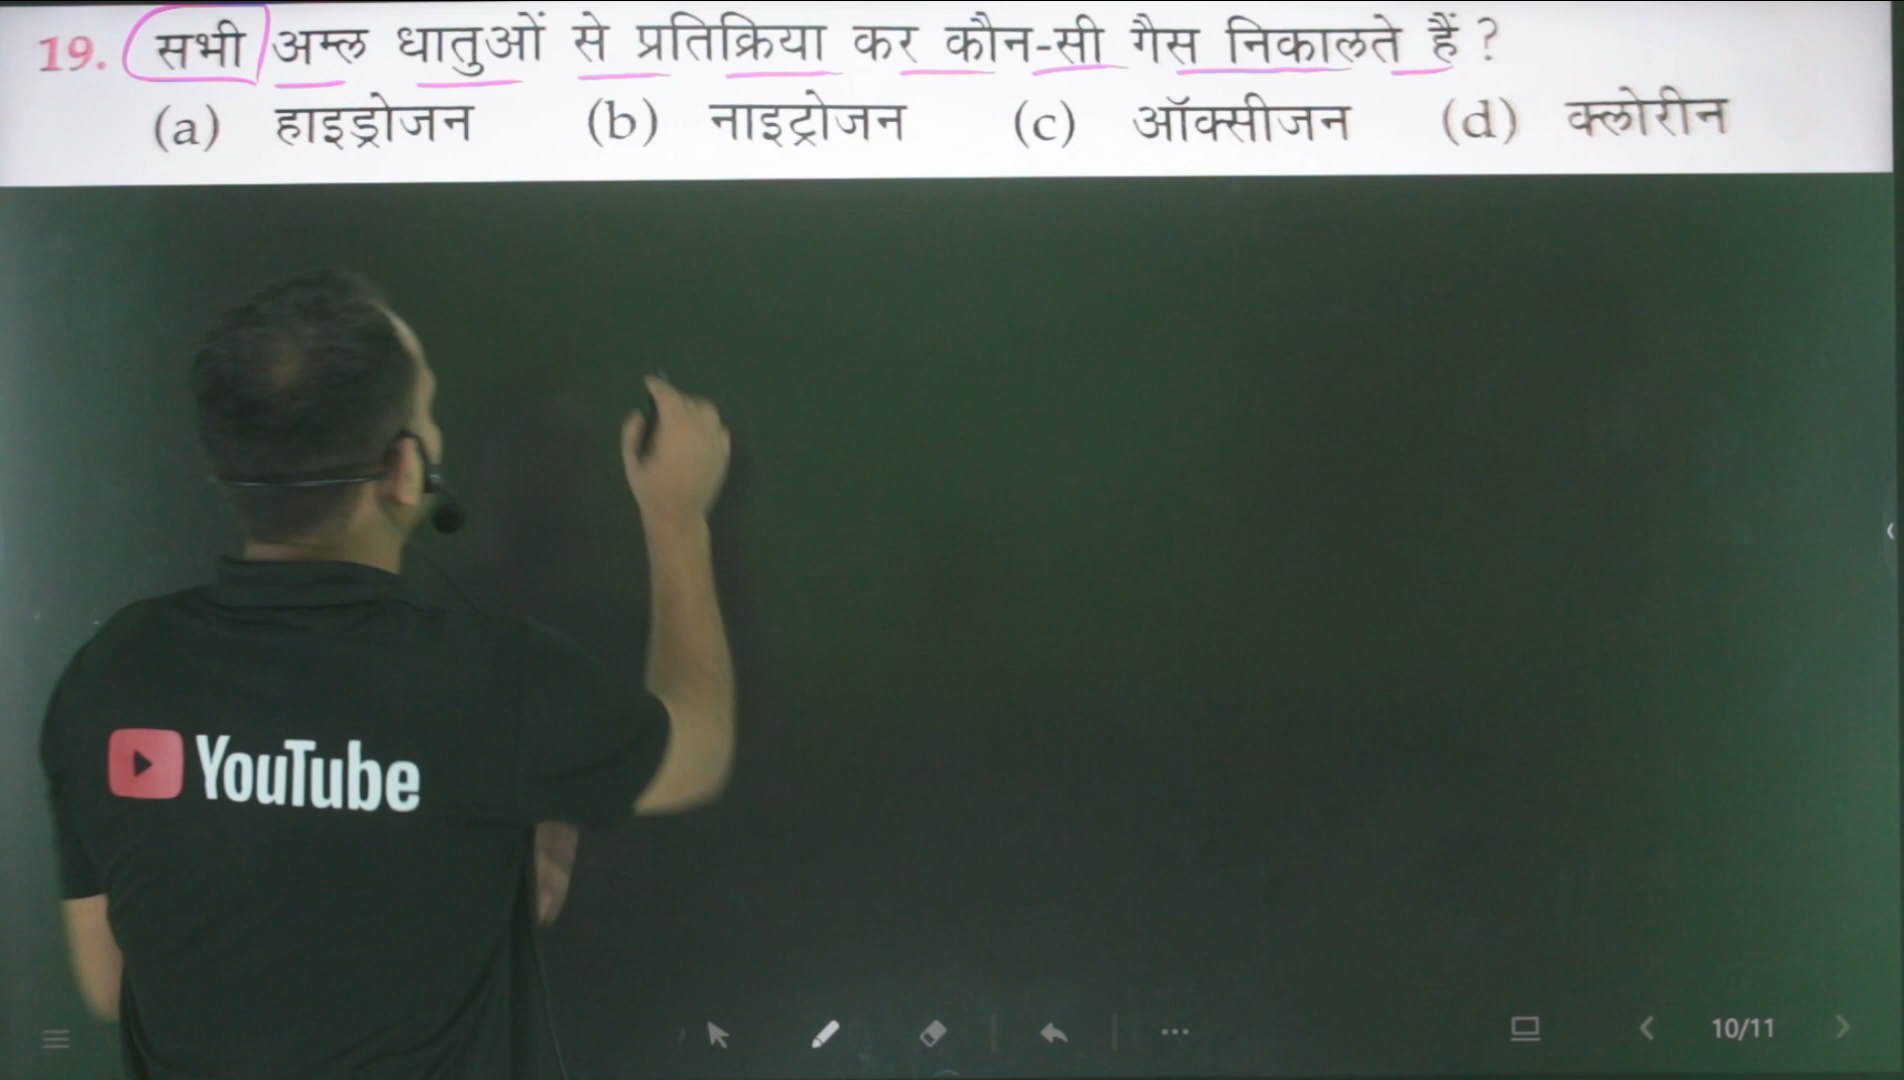 19. सभी अम्ल धातुओं से प्रतिक्रिया कर कौन-सी गैस निकालते हैं ?
(a) हाइड्रोजन (b) नाइट्रोजन (c) ऑक्सीजन (d) क्लोरीन
YouTube
10/11